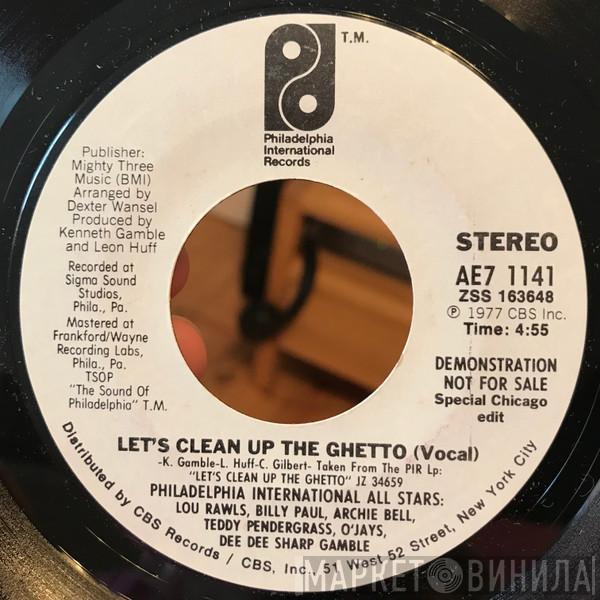 T.M.
Philadelphia
International
Records
Publisher:
Mighty Three
Music (BMI)
Arranged by
Dexter Wansel
Produced by
Kenneth Gamble
and Leon Huff
Recorded at
Sigma Sound
Studios,
Phila., Pa.
Mastered at
Frankford/Wayne
Recording Labs,
Phila., Pa.
TSOP
"The Sound Of
Philadelphia" T.M.
STEREO
AE7 1141
ZSS 163648
℗ 1977 CBS Inc.
Time: 4:55
DEMONSTRATION
NOT FOR SALE
Special Chicago
edit
LET'S CLEAN UP THE GHETTO (Vocal)
-K. Gamble-L. Huff-C. Gilbert- Taken From The PIR Lp:
"LET'S CLEAN UP THE GHETTO" JZ 34659
PHILADELPHIA INTERNATIONAL ALL STARS:
LOU RAWLS, BILLY PAUL, ARCHIE BELL,
TEDDY PENDERGRASS, O'JAYS,
DEE DEE SHARP GAMBLE
Distributed by CBS Records / CBS, Inc., 51 West 52 Street, New York City
МАРКЕТ ВИНИЛА